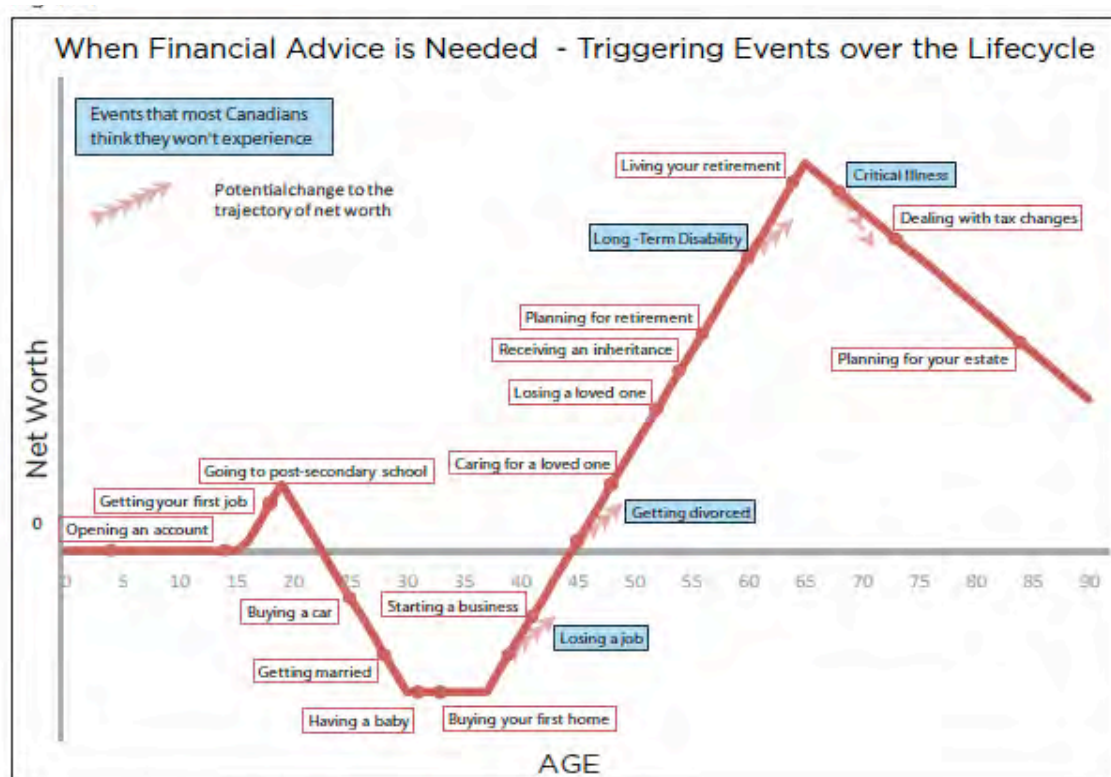 When Financial Advice is Needed - Triggering Events over the Lifecycle
Events that most Canadians
think they won't experience
Potential change to the
trajectory of net worth
Living your retirement
Critical Illness
Dealing with tax changes
Long -Term Disability
Planning for retirement
Receiving an inheritance
Planning for your estate
Losing a loved one
Caring for a loved one
Going to post-secondary school
Getting your first job
Getting divorced
Opening an account
Net Worth
0
0 5 10 15 20 25 30 35 40 45 50 55 60 65 70 75 80 85 90
Buying a car
Starting a business
Losing a job
Getting married
Having a baby
Buying your first home
AGE